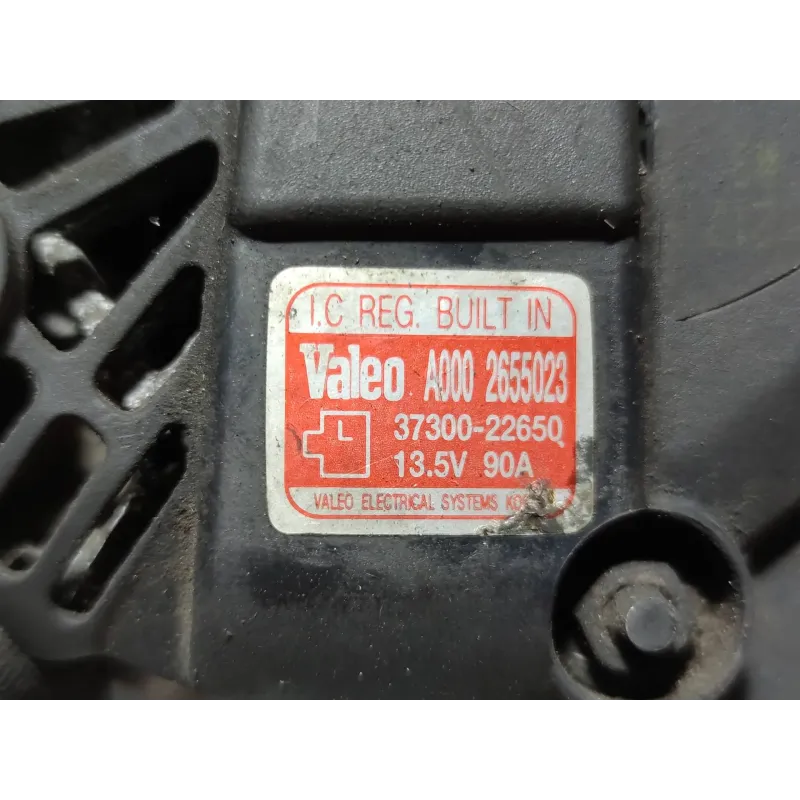 I.C REG. BUILT IN
Valeo A000 2655023
37300-22650
13.5V 90A
VALEO ELECTRICAL SYSTEMS